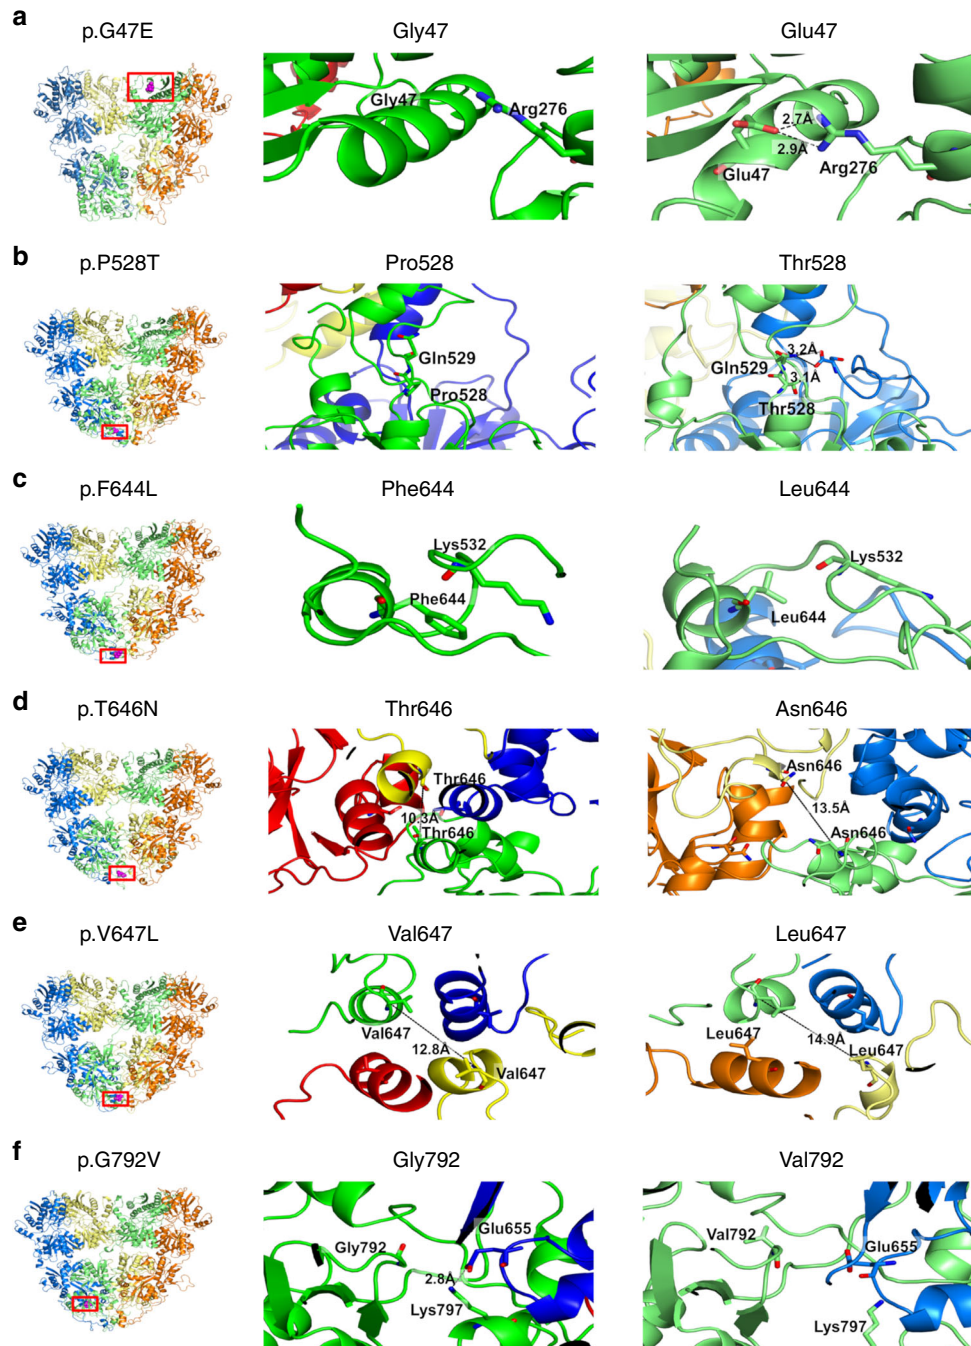 a
p.G47E Gly47 Glu47
Gly47
Arg276
2.7Å
2.9Å
Glu47
Arg276
b
p.P528T Pro528 Thr528
Gln529
Pro528
3.2Å
Gln529
3.1Å
Thr528
c
p.F644L Phe644 Leu644
Lys532
Phe644
Lys532
Leu644
d
p.T646N Thr646 Asn646
Thr646
10.3Å
Thr646
Asn646
13.5Å
Asn646
e
p.V647L Val647 Leu647
Val647
12.8Å
Val647
Leu647
14.9Å
Leu647
f
p.G792V Gly792 Val792
Glu655
Gly792
2.8Å
Lys797
Val792
Glu655
Lys797